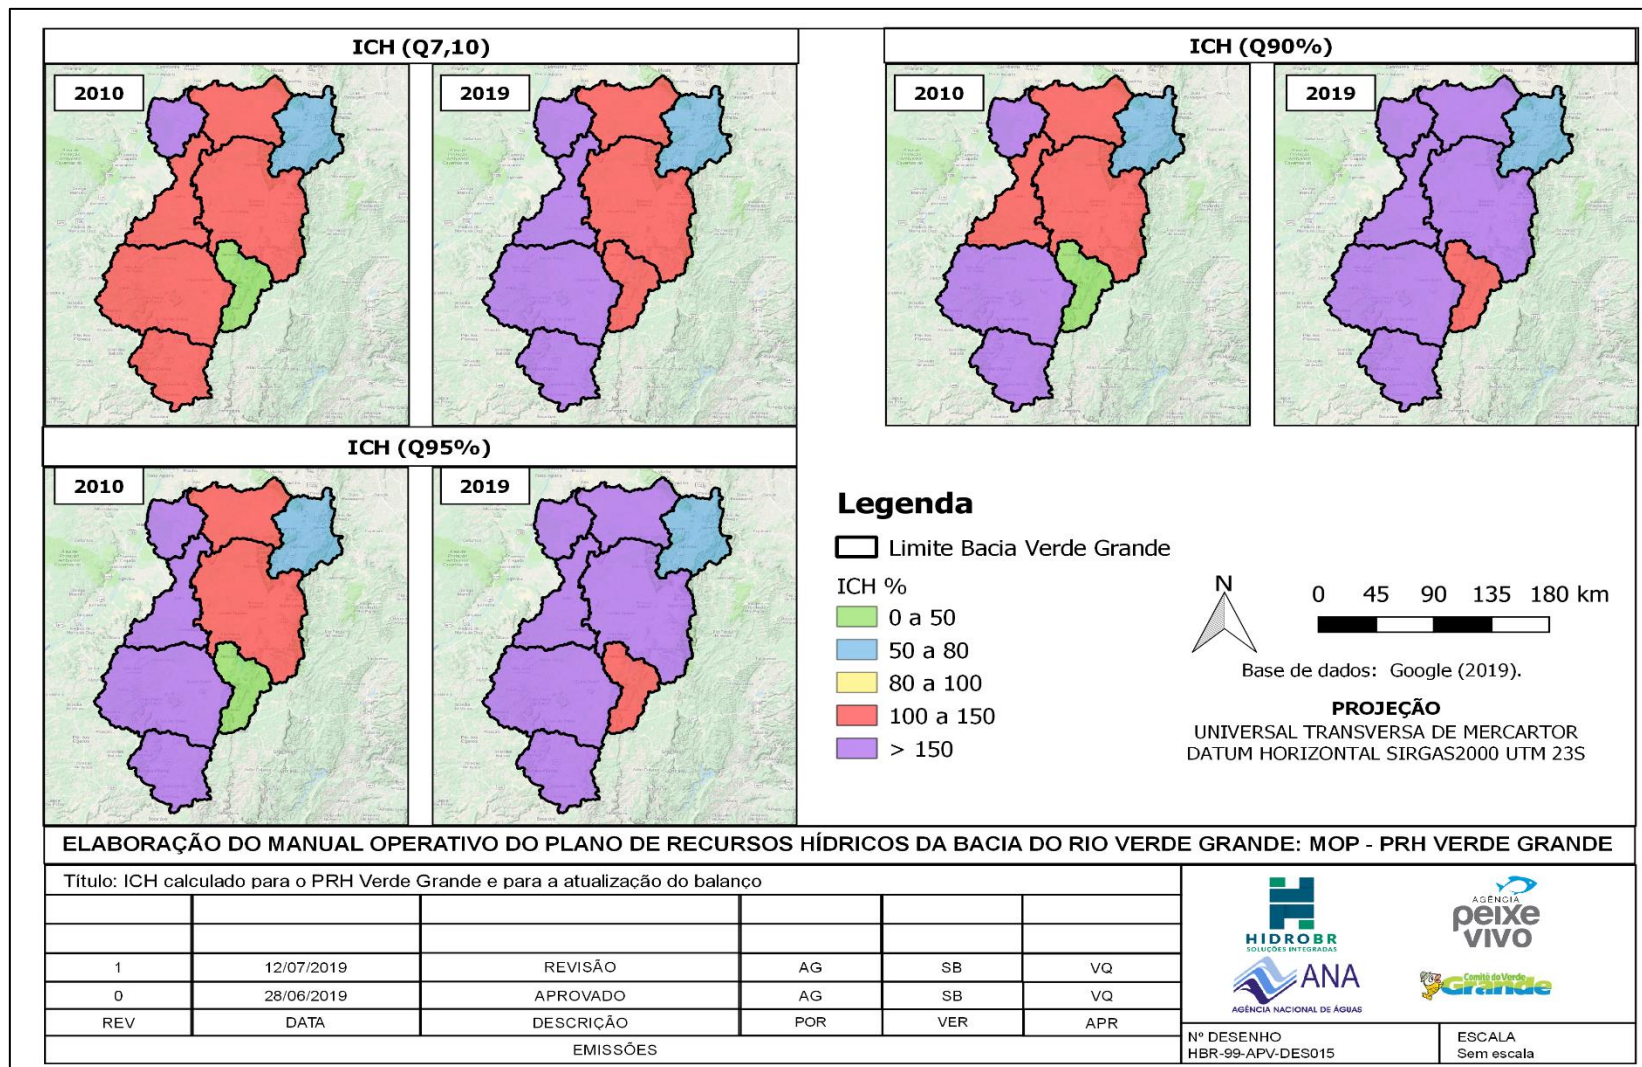 ICH (Q7,10)
ICH (Q90%)
2010
2019
2010
2019
ICH (Q95%)
2010
2019
Legenda
Limite Bacia Verde Grande
ICH %
0 a 50
50 a 80
80 a 100
100 a 150
> 150
N
0 45 90 135 180 km
Base de dados: Google (2019).
PROJEÇÃO
UNIVERSAL TRANSVERSA DE MERCARTOR
DATUM HORIZONTAL SIRGAS2000 UTM 23S
ELABORAÇÃO DO MANUAL OPERATIVO DO PLANO DE RECURSOS HÍDRICOS DA BACIA DO RIO VERDE GRANDE: MOP - PRH VERDE GRANDE
Título: ICH calculado para o PRH Verde Grande e para a atualização do balanço
1 12/07/2019 REVISÃO AG SB VQ
0 28/06/2019 APROVADO AG SB VQ
REV DATA DESCRIÇÃO POR VER APR
EMISSÕES
HIDROBR
SOLUÇÕES INTEGRADAS
AGÊNCIA
peixe
vivo
ANA
AGÊNCIA NACIONAL DE ÁGUAS
Comitê do Verde
Grande
Nº DESENHO
HBR-99-APV-DES015
ESCALA
Sem escala